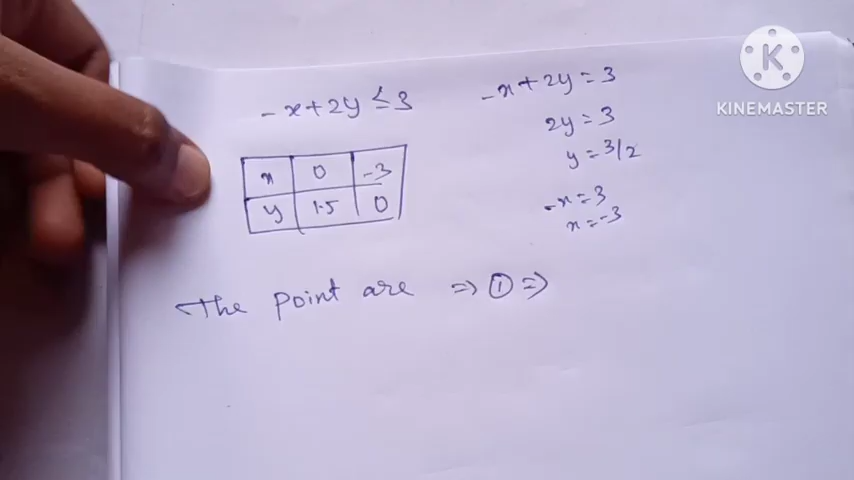 -x+2y ≤3
x 0 -3
y 1.5 0
-x+2y=3
2y=3
y=3/2
-x=3
x=-3
The point are ⇒ ① ⇒
K
KINEMASTER